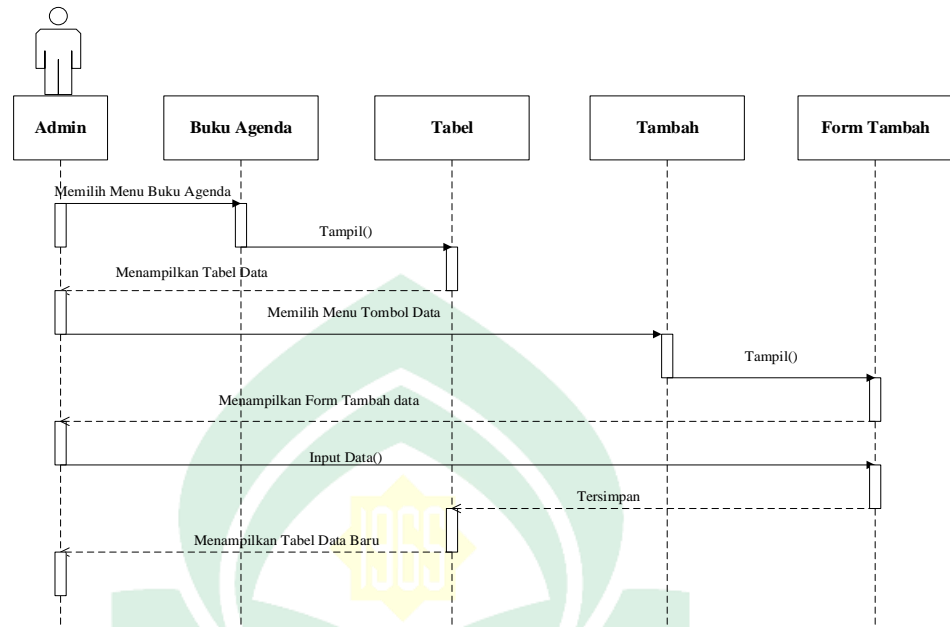 Admin
Buku Agenda
Tabel
Tambah
Form Tambah
Memilih Menu Buku Agenda
Tampil()
Menampilkan Tabel Data
Memilih Menu Tombol Data
Tampil()
Menampilkan Form Tambah data
Input Data()
Tersimpan
Menampilkan Tabel Data Baru
1965